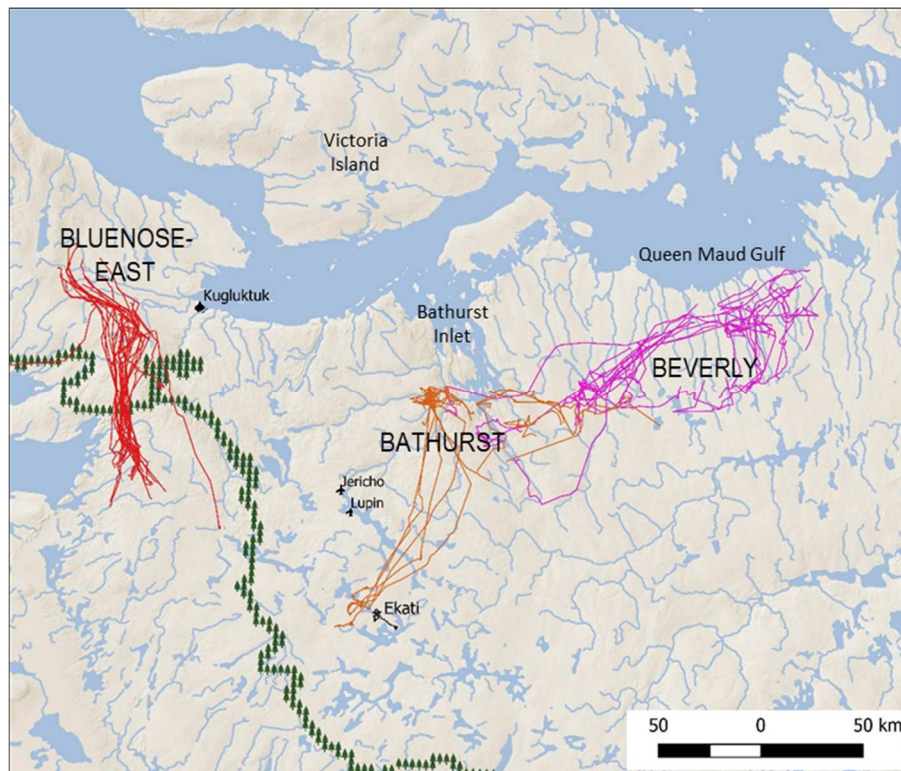 Victoria
Island
BLUENOSE-
EAST
Queen Maud Gulf
Kugluktuk
Bathurst
Inlet
BEVERLY
BATHURST
Jericho
Lupin
Ekati
50 0 50 km